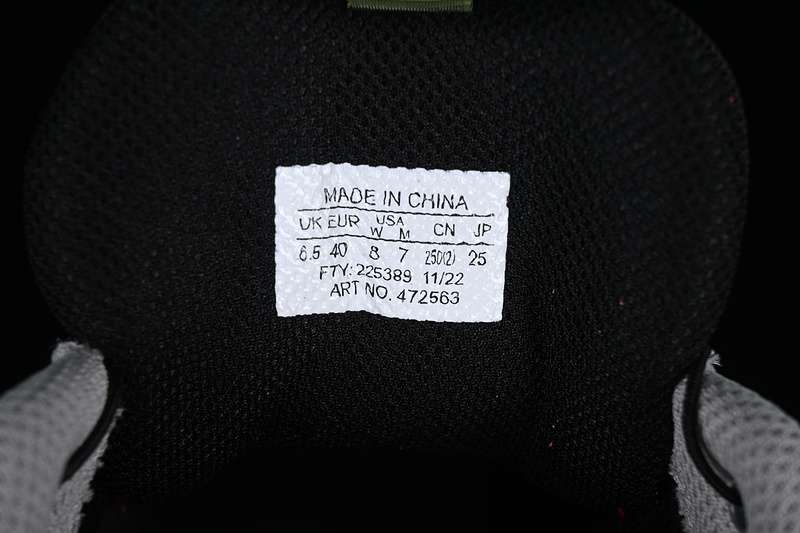 MADE IN CHINA
UK EUR USA W M CN JP
6.5 40 8 7 250(2) 25
FTY: 225389 11/22
ART NO. 472563